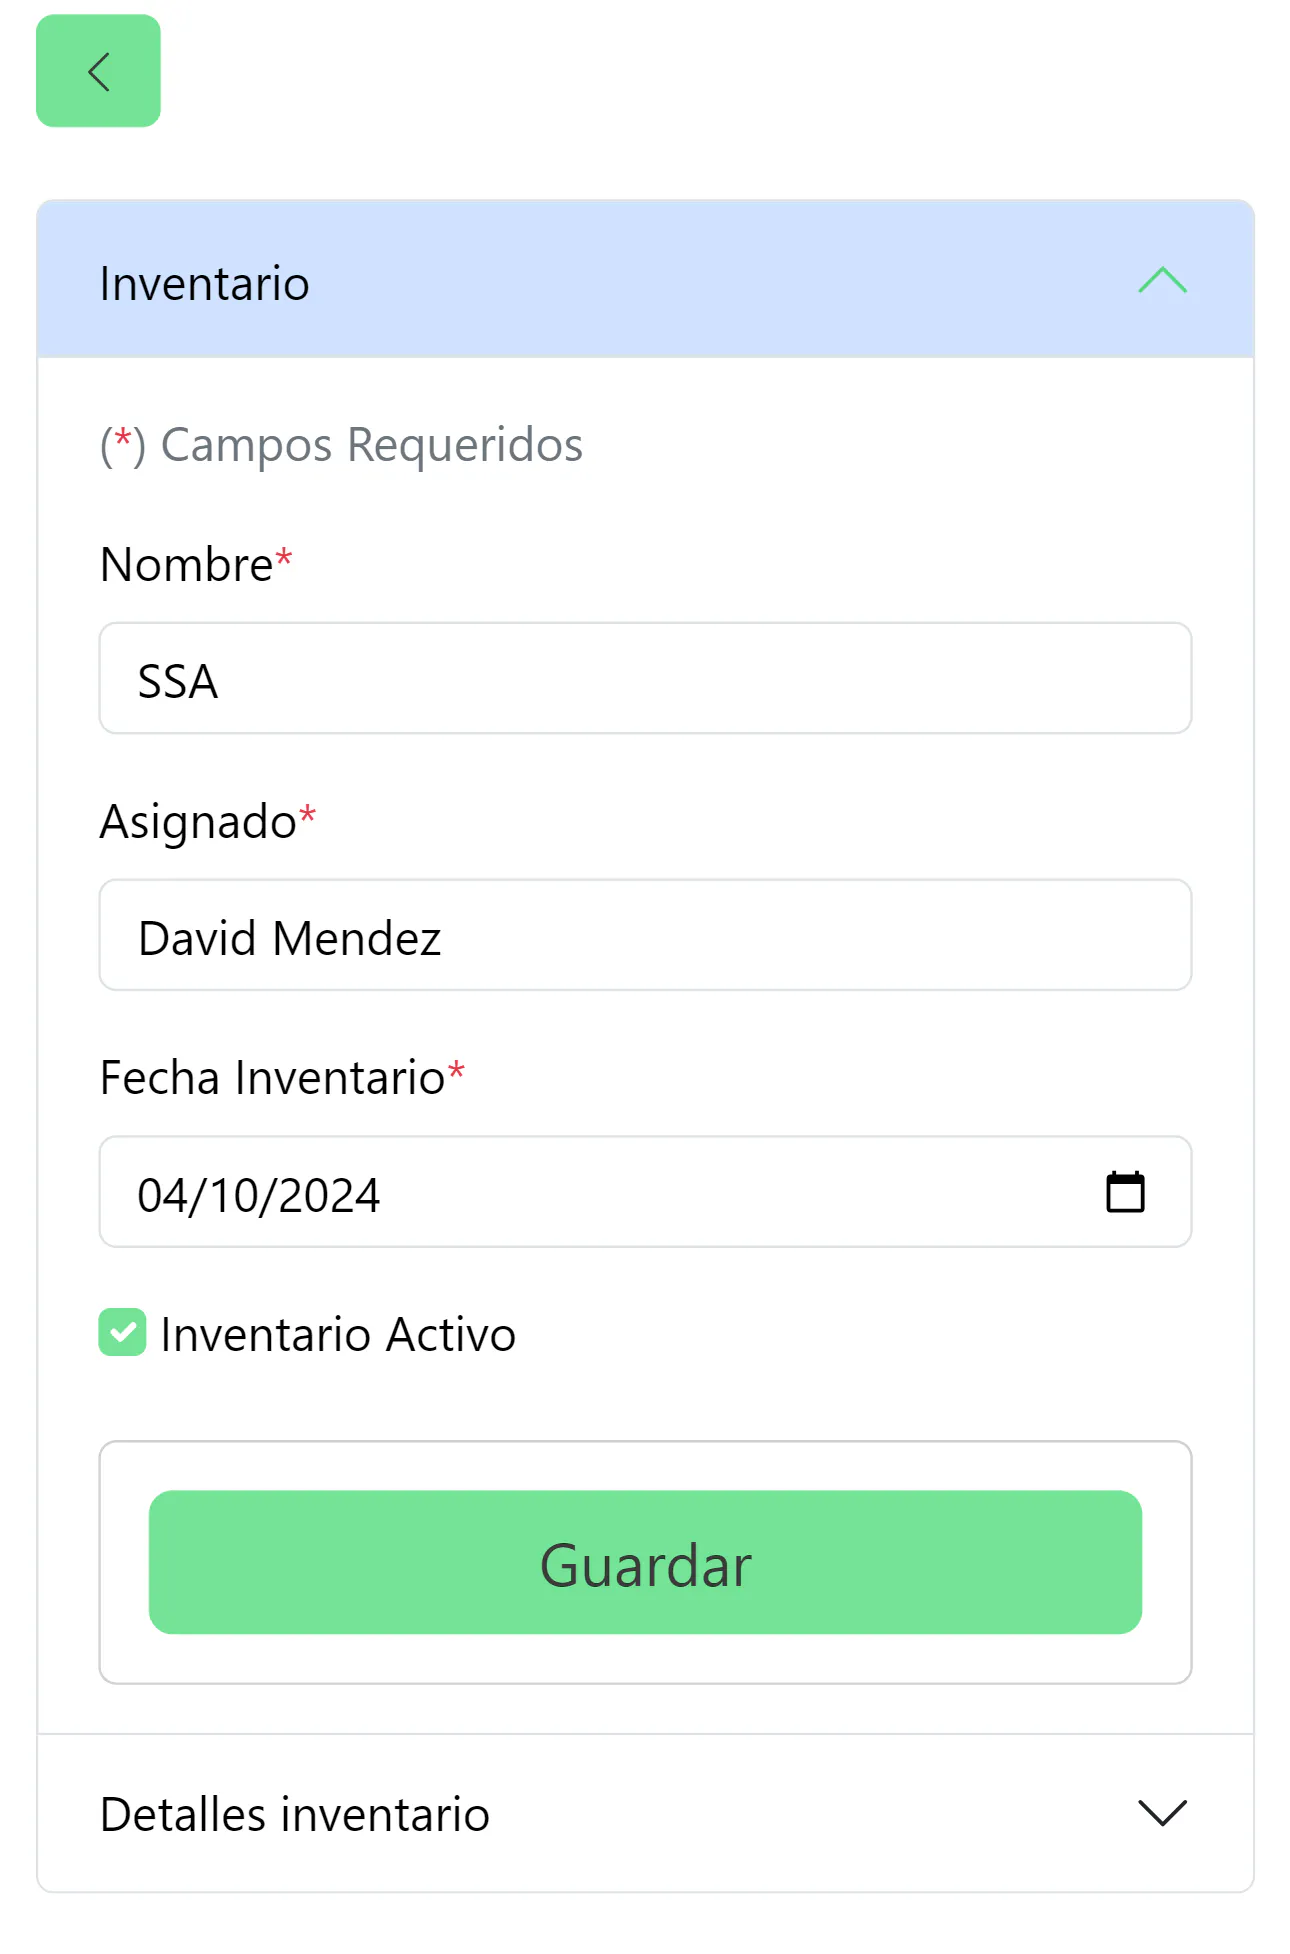 Inventario
(*) Campos Requeridos
Nombre*
SSA
Asignado*
David Mendez
Fecha Inventario*
04/10/2024
Inventario Activo
Guardar
Detalles inventario